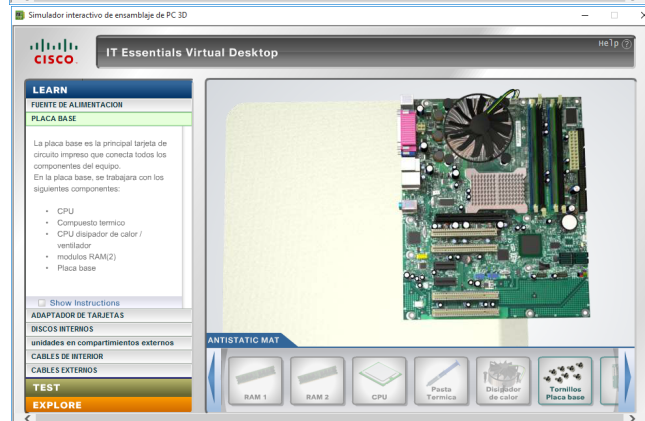 Simulador interactivo de ensamblaje de PC 3D
CISCO
IT Essentials Virtual Desktop
Help ?
LEARN
FUENTE DE ALIMENTACION
PLACA BASE
La placa base es la principal tarjeta de
circuito impreso que conecta todos los
componentes del equipo.
En la placa base, se trabajara con los
siguientes componentes:
• CPU
• Compuesto termico
• CPU disipador de calor /
ventilador
• modulos RAM(2)
• Placa base
Show Instructions
ADAPTADOR DE TARJETAS
DISCOS INTERNOS
unidades en compartimientos externos
CABLES DE INTERIOR
CABLES EXTERNOS
TEST
EXPLORE
ANTISTATIC MAT
RAM 1
RAM 2
CPU
Pasta
Termica
Disipador
de calor
Tornillos
Placa base